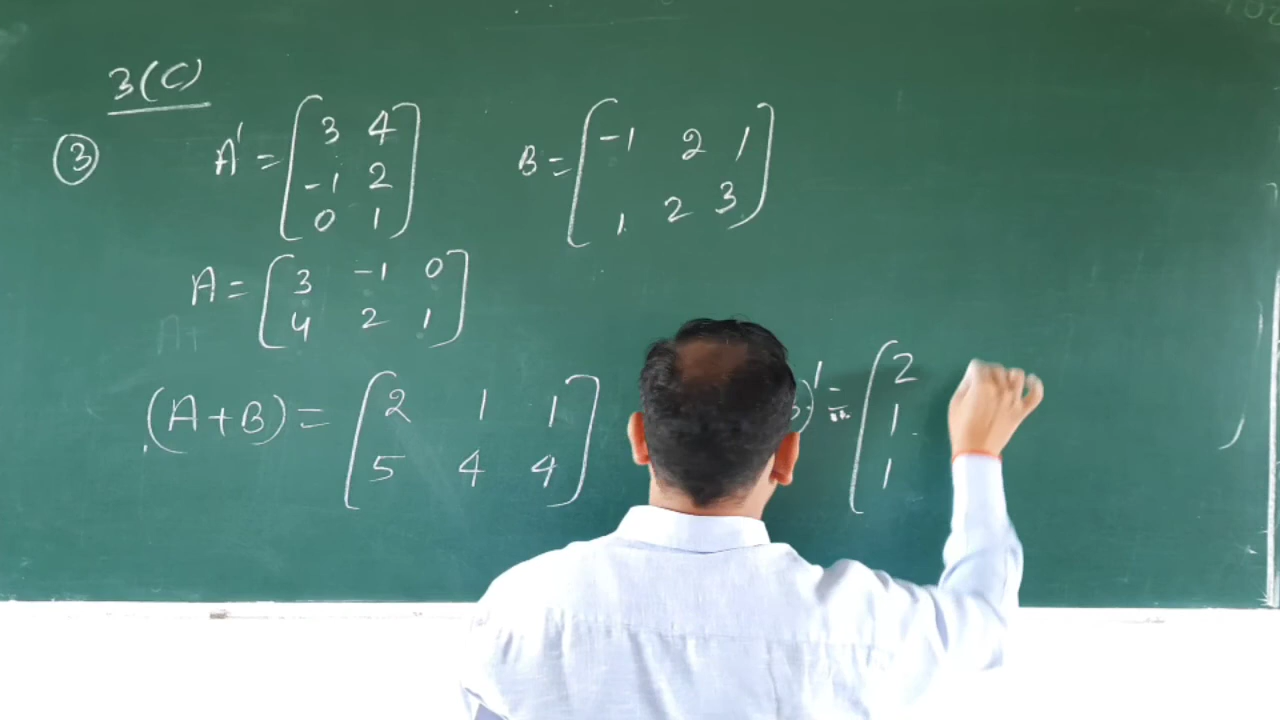 3(C)
③ A' = [3 4
-1 2
0 1] B = [-1 2 1
1 2 3]
A = [3 -1 0
4 2 1]
(A+B) = [2 1 1
5 4 4] )' = [2
1
1